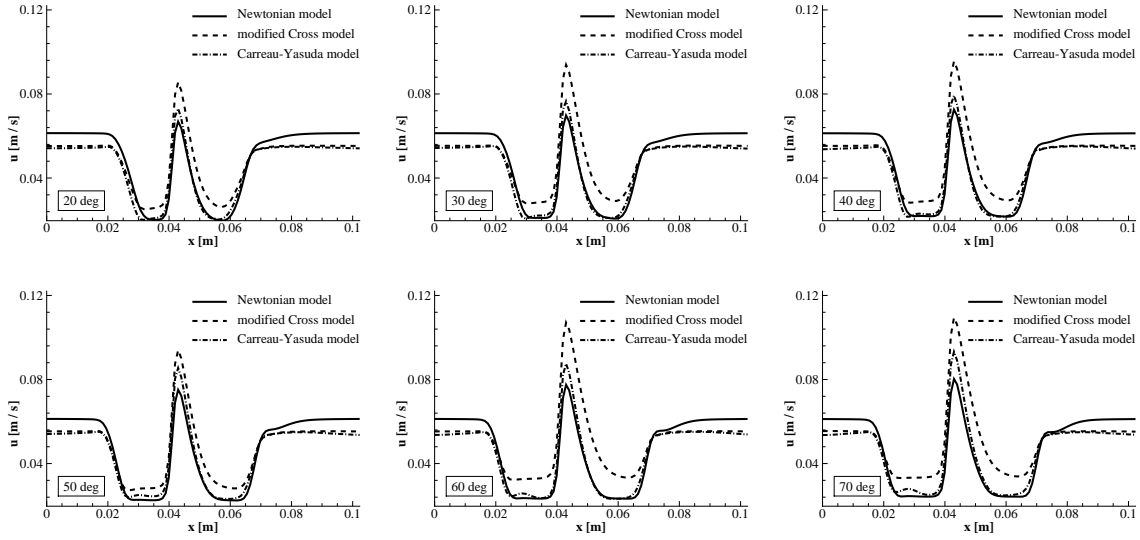 0.12
Newtonian model
modified Cross model
Carreau-Yasuda model
0.08
u [m / s]
0.04
20 deg
0 0.02 0.04 0.06 0.08 0.1
x [m]
0.12
Newtonian model
modified Cross model
Carreau-Yasuda model
0.08
u [m / s]
0.04
30 deg
0 0.02 0.04 0.06 0.08 0.1
x [m]
0.12
Newtonian model
modified Cross model
Carreau-Yasuda model
0.08
u [m / s]
0.04
40 deg
0 0.02 0.04 0.06 0.08 0.1
x [m]
0.12
Newtonian model
modified Cross model
Carreau-Yasuda model
0.08
u [m / s]
0.04
50 deg
0 0.02 0.04 0.06 0.08 0.1
x [m]
0.12
Newtonian model
modified Cross model
Carreau-Yasuda model
0.08
u [m / s]
0.04
60 deg
0 0.02 0.04 0.06 0.08 0.1
x [m]
0.12
Newtonian model
modified Cross model
Carreau-Yasuda model
0.08
u [m / s]
0.04
70 deg
0 0.02 0.04 0.06 0.08 0.1
x [m]